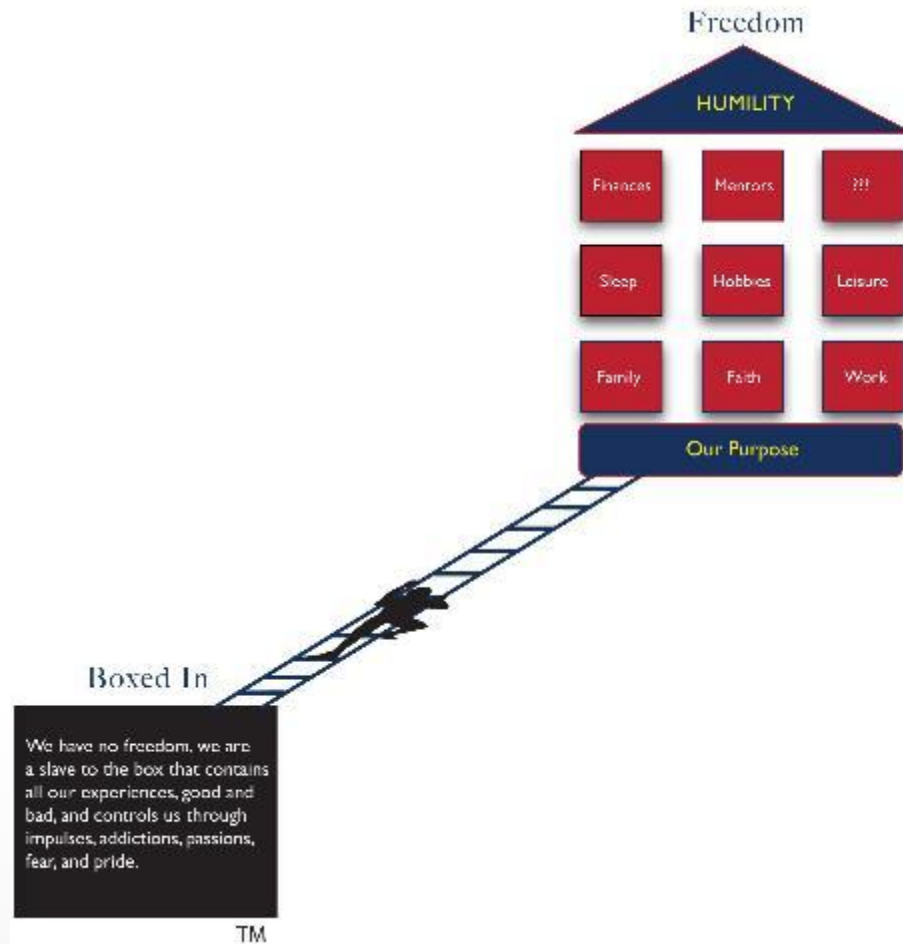 Freedom
HUMILITY
Finances
Mentors
???
Sleep
Hobbies
Leisure
Family
Faith
Work
Our Purpose
Boxed In
We have no freedom, we are
a slave to the box that contains
all our experiences, good and
bad, and controls us through
impulses, addictions, passions,
fear, and pride.
TM